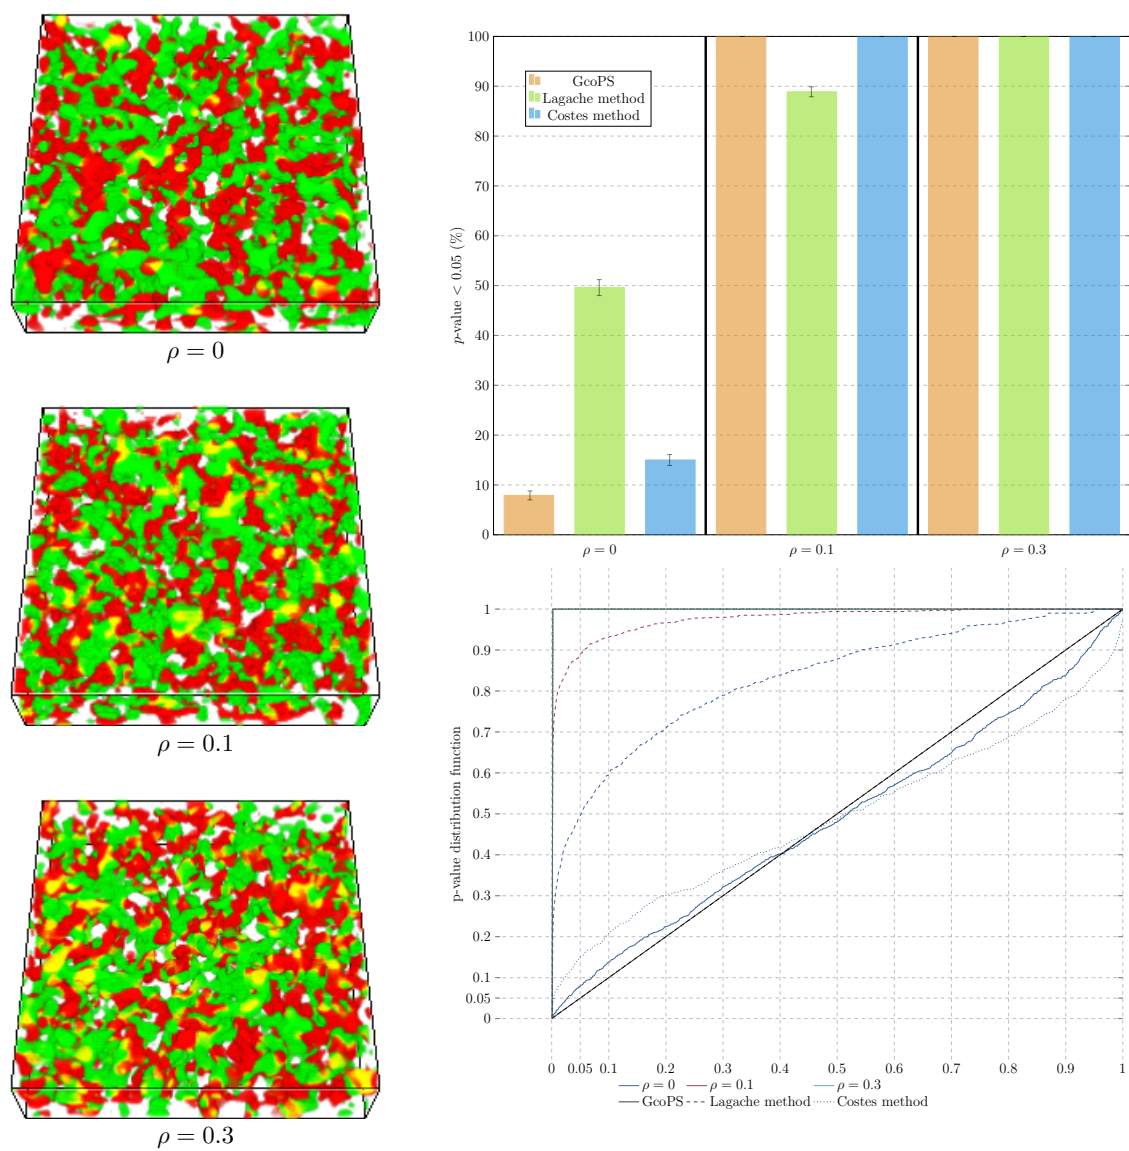 ρ = 0
ρ = 0.1
ρ = 0.3
100
90
80
70
60
50
40
30
20
10
0
p-value < 0.05 (%)
GcoPS
Lagache method
Costes method
ρ = 0
ρ = 0.1
ρ = 0.3
1
0.9
0.8
0.7
0.6
0.5
0.4
0.3
0.2
0.1
0.05
0
p-value distribution function
0 0.05 0.1 0.2 0.3 0.4 0.5 0.6 0.7 0.8 0.9 1
ρ = 0 ρ = 0.1 ρ = 0.3
GcoPS Lagache method Costes method